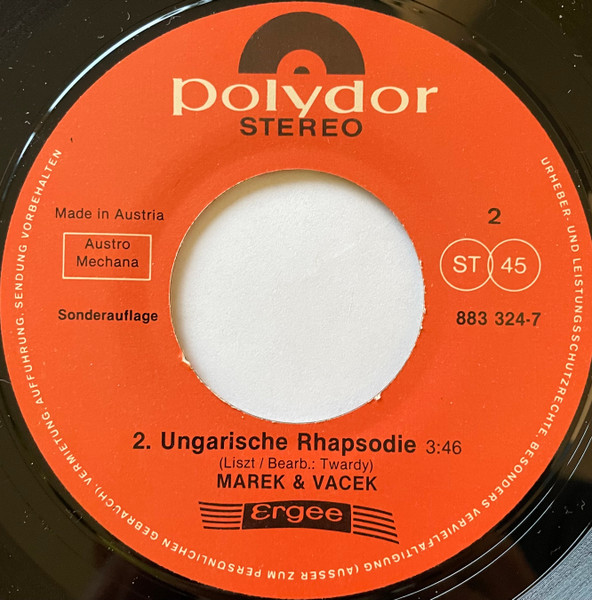 polydor
STEREO
Made in Austria
2
Austro
Mechana
ST 45
Sonderauflage
883 324-7
2. Ungarische Rhapsodie 3:46
(Liszt / Bearb.: Twardy)
MAREK & VACEK
ergee
URHEBER- UND LEISTUNGSSCHUTZRECHTE, BESONDERS VERVIELFÄLTIGUNG (AUSSER ZUM PERSÖNLICHEN GEBRAUCH), VERMIETUNG, AUFFÜHRUNG, SENDUNG VORBEHALTEN